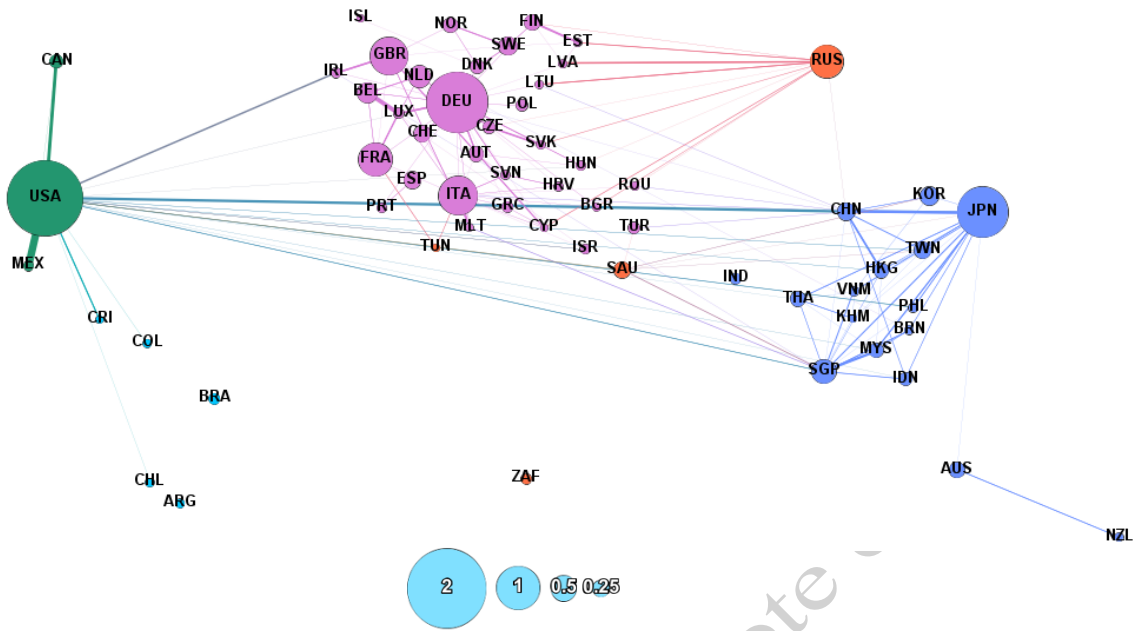 ISL
NOR
FIN
SWE
EST
GBR
CAN
RUS
DNK
LVA
IRL
NLD
LTU
BEL
DEU
POL
LUX
CZE
CHE
SVK
AUT
FRA
HUN
SVN
ESP
HRV
ROU
USA
ITA
KOR
PRT
GRC
BGR
CHN
JPN
MLT
CYP
TUR
TUN
ISR
TWN
MEX
SAU
HKG
IND
VNM
THA
PHL
CRI
KHM
BRN
COL
MYS
SGP
IDN
BRA
AUS
ZAF
CHL
ARG
NZL
2
1
0.5
0.25
ote